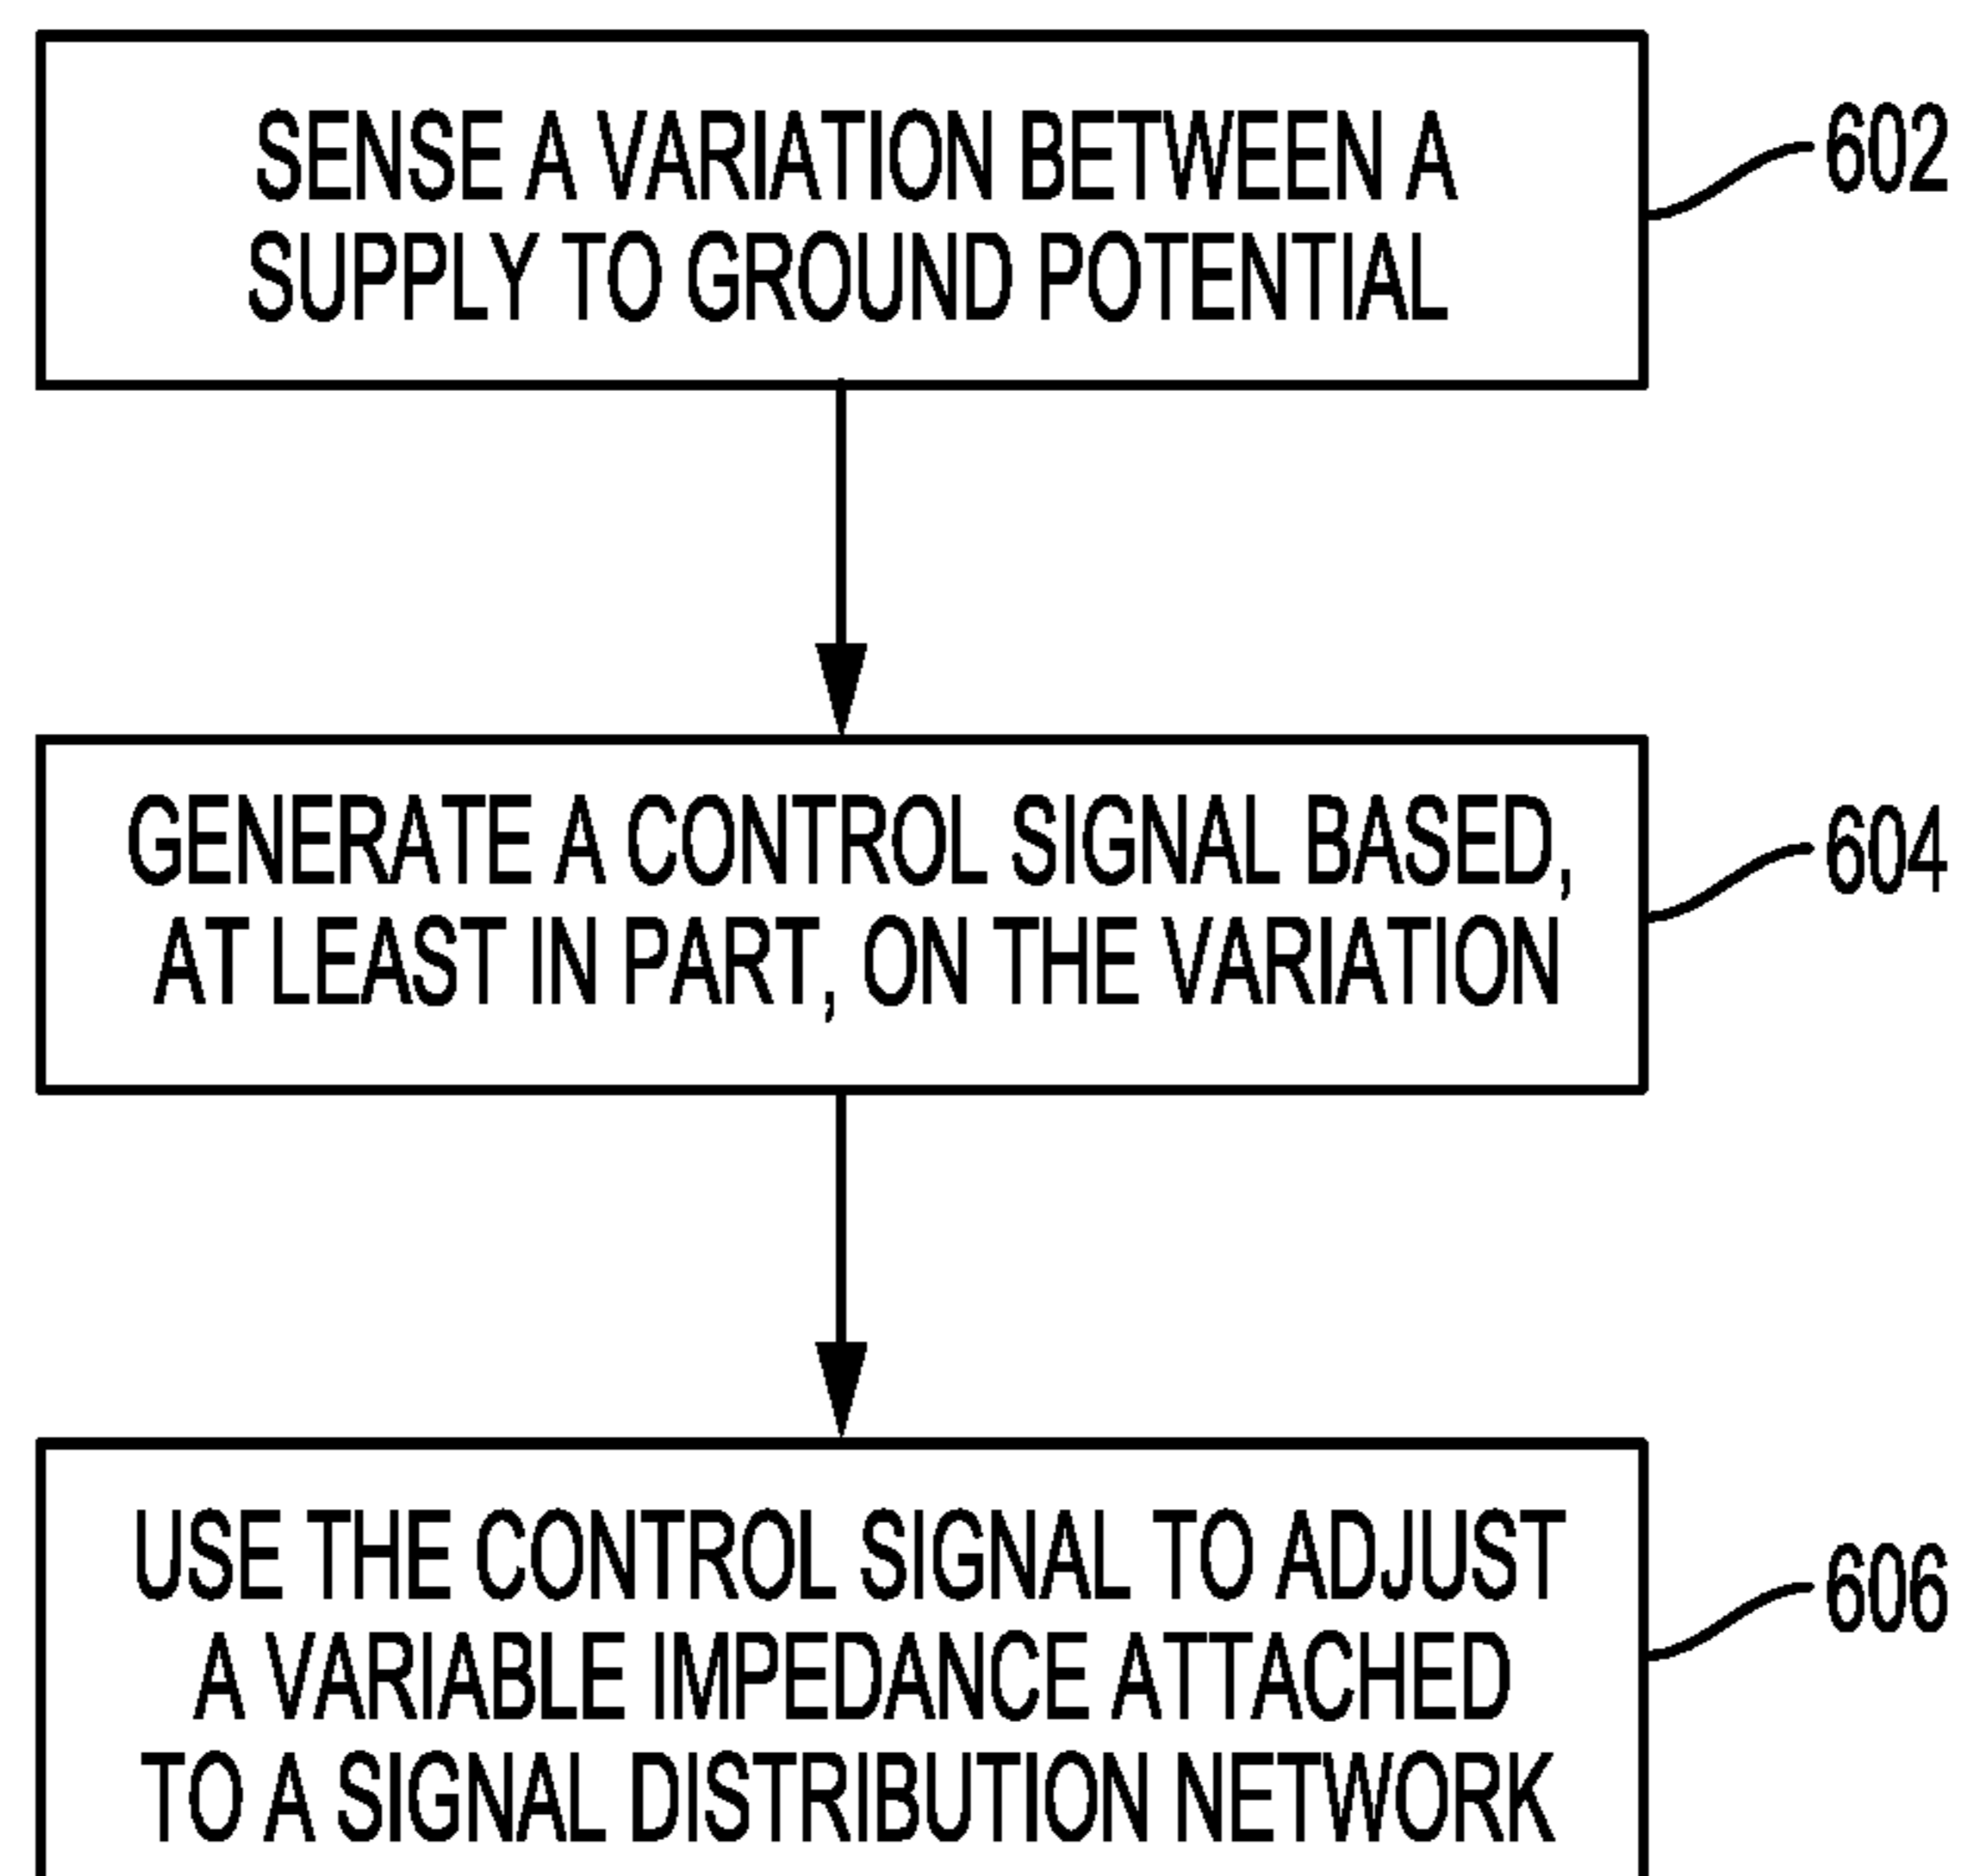 SENSE A VARIATION BETWEEN A
SUPPLY TO GROUND POTENTIAL
602
GENERATE A CONTROL SIGNAL BASED,
AT LEAST IN PART, ON THE VARIATION
604
USE THE CONTROL SIGNAL TO ADJUST
A VARIABLE IMPEDANCE ATTACHED
TO A SIGNAL DISTRIBUTION NETWORK
606